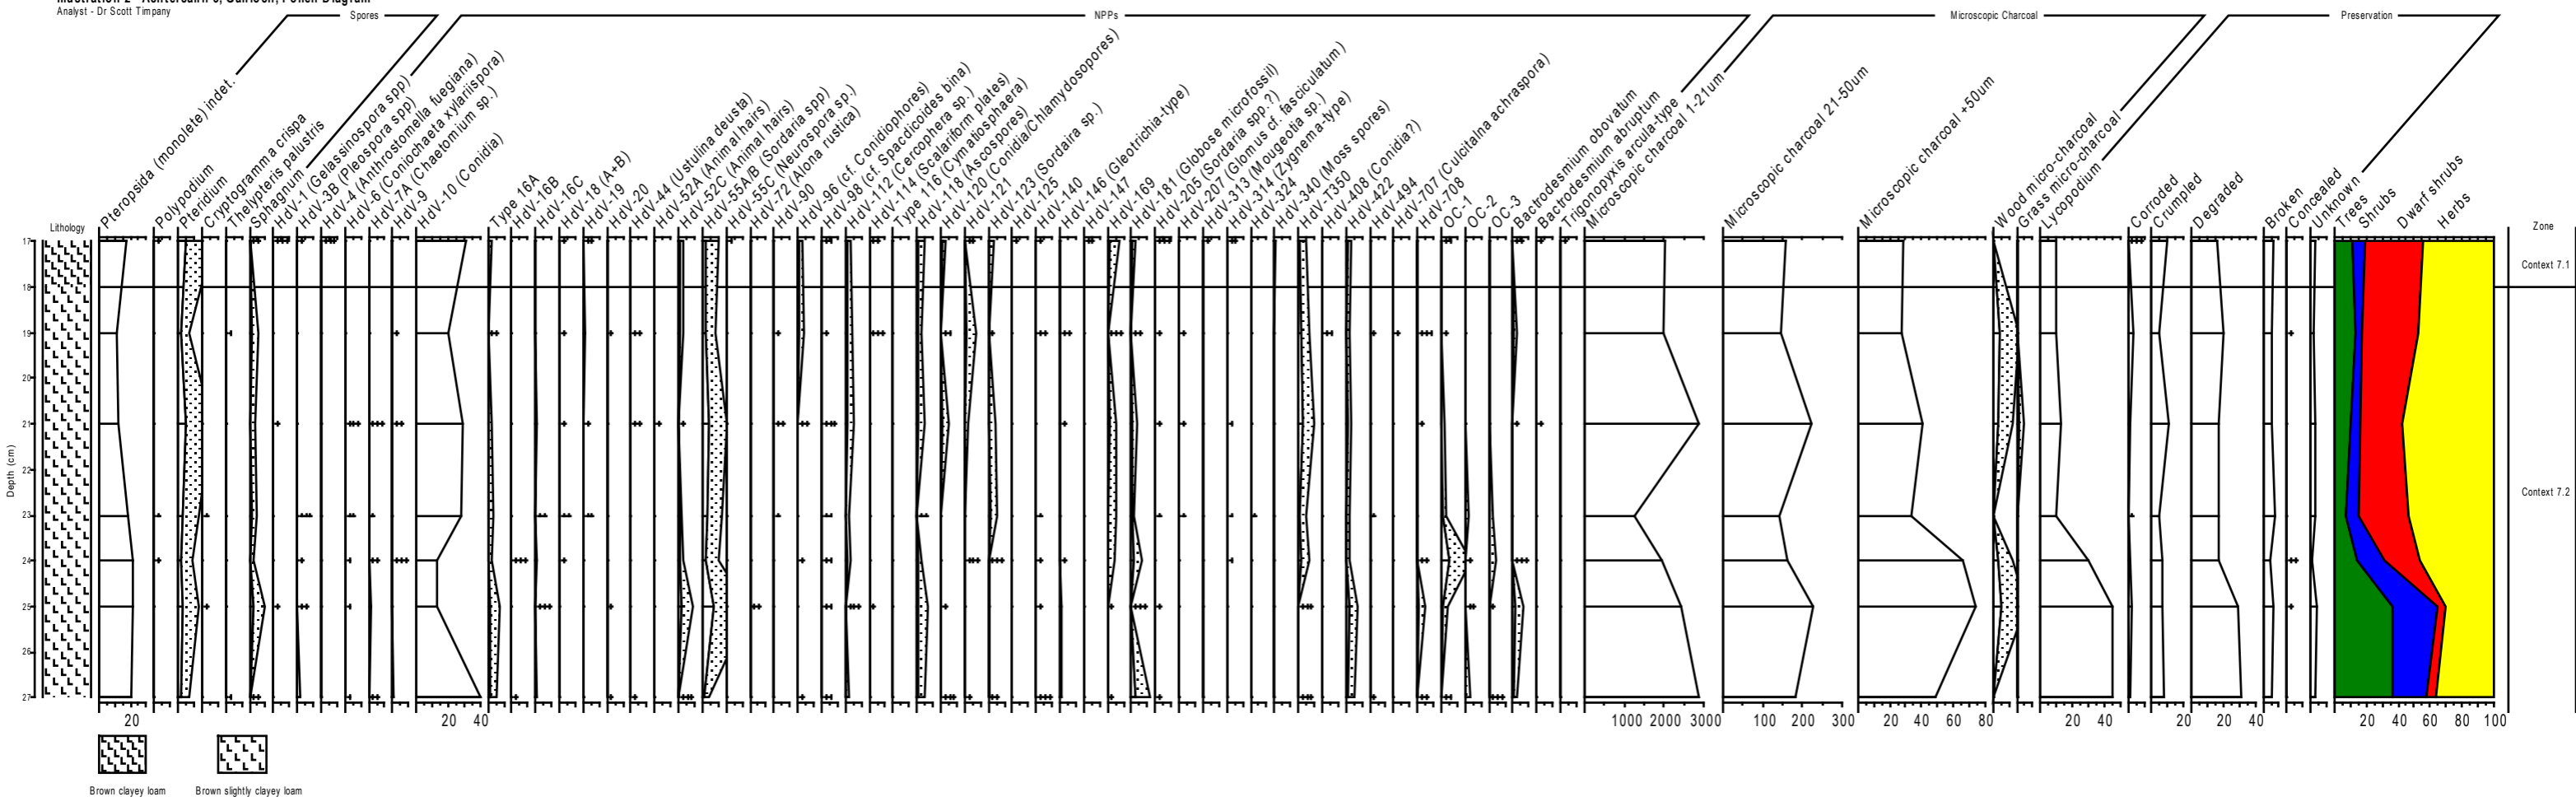 Analyst - Dr Scott Timpany
Spores
NPPs
Microscopic Charcoal
Preservation
Lithology
Pteropsida (monolete) indet.
Polypodium
Pteridium
Cryptogramma crispa
Thelypteris palustris
Sphagnum
HdV-1 (Gelassinospora spp)
HdV-3B (Pleospora spp)
HdV-4 (Anthrostomella fuegiana)
HdV-6 (Coniochaeta xylariispora)
HdV-7A (Chaetomium sp.)
HdV-9
HdV-10 (Conidia)
Type 16A
HdV-16B
HdV-16C
HdV-18 (A+B)
HdV-19
HdV-20
HdV-44 (Ustulina deusta)
HdV-52A (Animal hairs)
HdV-52C (Animal hairs)
HdV-55A/B (Sordaria spp)
HdV-55C (Neurospora sp.)
HdV-72 (Alona rustica)
HdV-90
HdV-96 (cf. Conidiophores)
HdV-98 (cf. Spadicoides bina)
HdV-112 (Cercophera sp.)
HdV-114 (Scalariform plates)
Type 116 (Cymatiosphaera)
HdV-118 (Ascospores)
HdV-120 (Conidia/Chlamydosopores)
HdV-121
HdV-123 (Sordaira sp.)
HdV-125
HdV-140
HdV-146 (Gleotrichia-type)
HdV-147
HdV-169
HdV-181 (Globose microfossil)
HdV-205 (Sordaria spp.?)
HdV-207 (Glomus cf. fasciculatum)
HdV-313 (Mougeotia sp.)
HdV-314 (Zygnema-type)
HdV-324
HdV-340 (Moss spores)
HdV-T350
HdV-408 (Conidia?)
HdV-422
HdV-494
HdV-707 (Culcitalna achraspora)
HdV-708
OC-1
OC-2
OC-3
Bactrodesmium obovatum
Bactrodesmium abruptum
Trigonopyxis arcula-type
Microscopic charcoal 1-21um
Microscopic charcoal 21-50um
Microscopic charcoal +50um
Wood micro-charcoal
Grass micro-charcoal
Lycopodium
Corroded
Crumpled
Degraded
Broken
Concealed
Unknown
Trees
Shrubs
Dwarf shrubs
Herbs
Zone
Context 7.1
Context 7.2
Depth (cm)
17
18
19
20
21
22
23
24
25
26
27
20
20 40
1000 2000 3000
100 200 300
20 40 60 80
20 40
20
20 40
20 40 60 80 100
Brown clayey loam
Brown slightly clayey loam